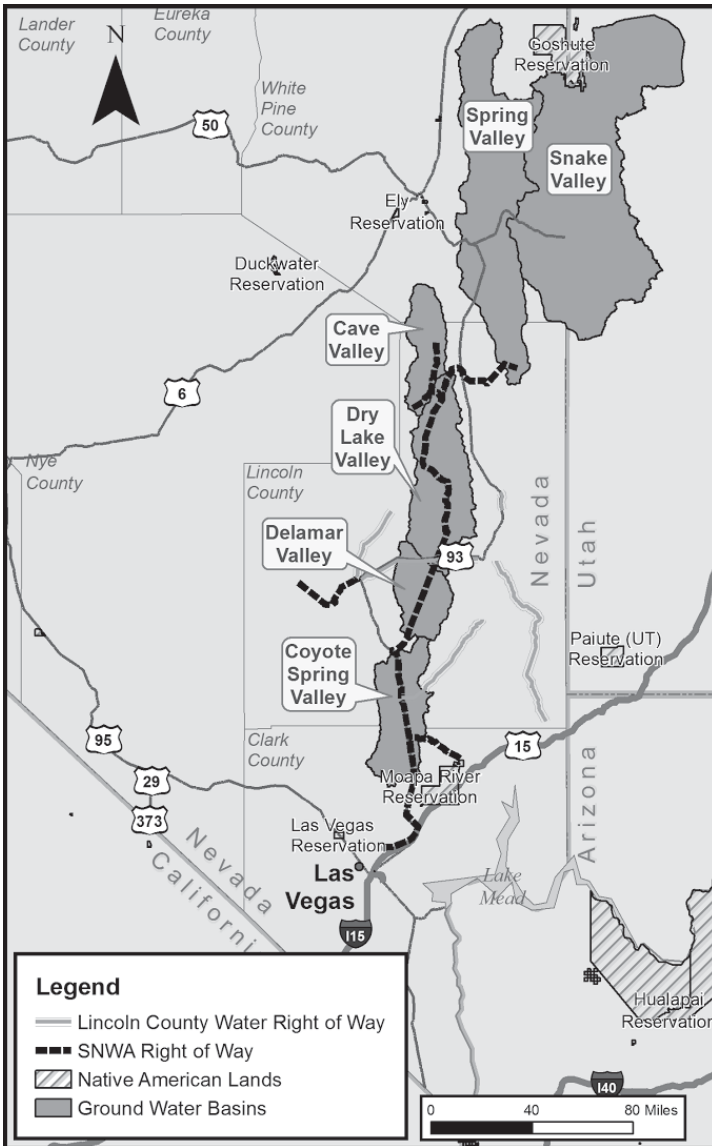 Lander
County
Eureka
County
N
White
Pine
County
50
Goshute
Reservation
Spring
Valley
Snake
Valley
Ely
Reservation
Duckwater
Reservation
Cave
Valley
6
Dry
Lake
Valley
Nye
County
Lincoln
County
Nevada
Utah
Delamar
Valley
93
Coyote
Spring
Valley
Paiute (UT)
Reservation
95
Clark
County
15
29
373
Moapa River
Reservation
Arizona
Las Vegas
Reservation
Nevada
Californi
Las
Vegas
Lake
Mead
I15
Hualapai
Reservation
I40
Legend
Lincoln County Water Right of Way
SNWA Right of Way
Native American Lands
Ground Water Basins
0 40 80 Miles